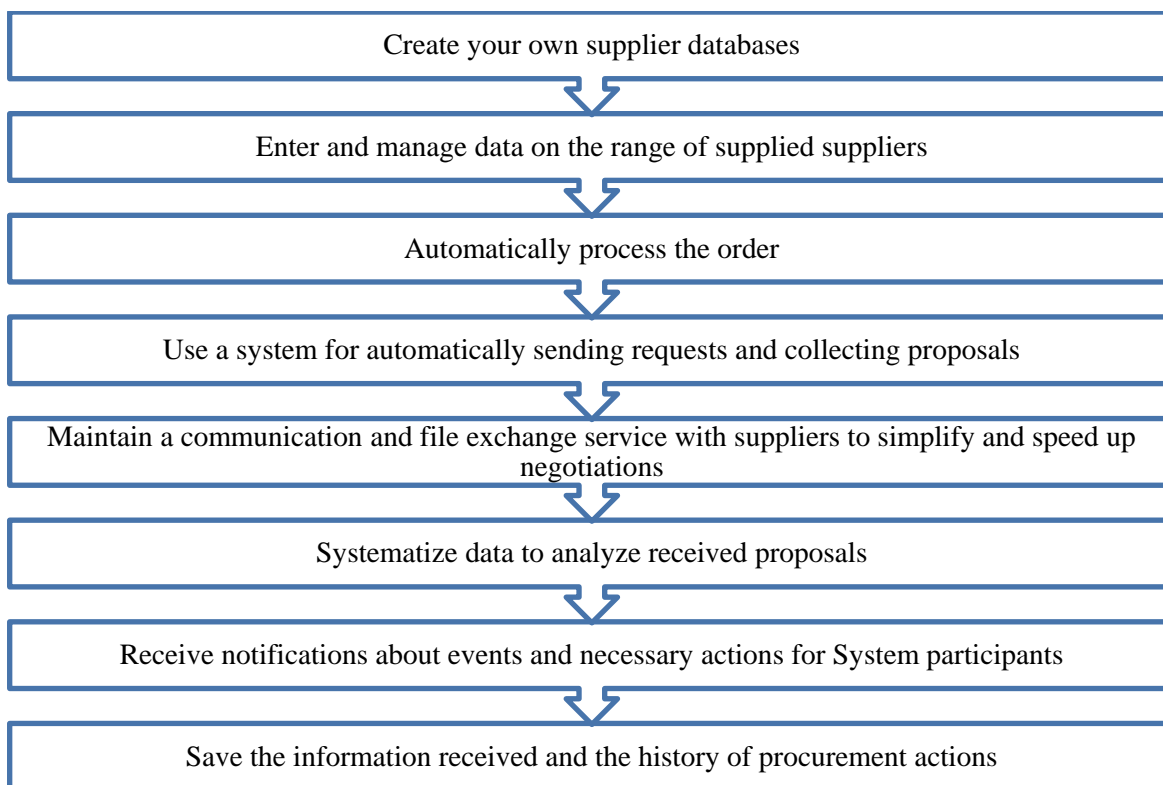 Create your own supplier databases
Enter and manage data on the range of supplied suppliers
Automatically process the order
Use a system for automatically sending requests and collecting proposals
Maintain a communication and file exchange service with suppliers to simplify and speed up
negotiations
Systematize data to analyze received proposals
Receive notifications about events and necessary actions for System participants
Save the information received and the history of procurement actions